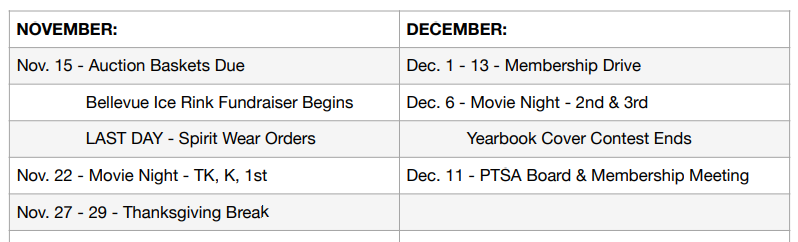 NOVEMBER:
Nov. 15 - Auction Baskets Due
Bellevue Ice Rink Fundraiser Begins
LAST DAY - Spirit Wear Orders
Nov. 22 - Movie Night - TK, K, 1st
Nov. 27 - 29 - Thanksgiving Break
DECEMBER:
Dec. 1 - 13 - Membership Drive
Dec. 6 - Movie Night - 2nd & 3rd
Yearbook Cover Contest Ends
Dec. 11 - PTSA Board & Membership Meeting